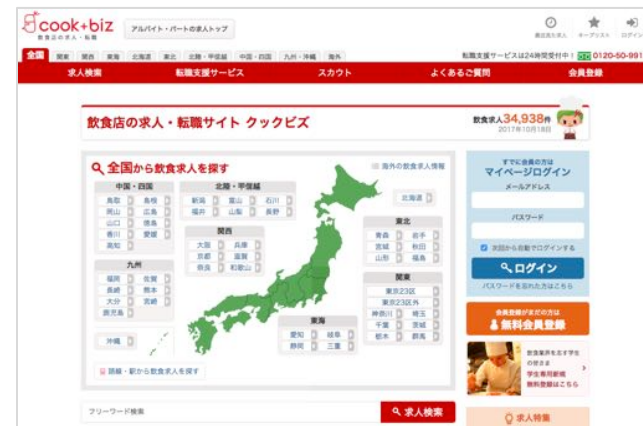 cook+biz
飲食店の求人・転職
アルバイト・パートの求人トップ
最近見た求人 キープリスト ログイン
全国 関東 関西 東海 北海道 東北 北陸・甲信越 中国・四国 九州・沖縄 海外
転職支援サービスは24時間受付中！ 0120-50-991
求人検索 転職支援サービス スカウト よくあるご質問 会員登録
飲食店の求人・転職サイト クックビズ
飲食求人34,938件
2017年10月18日
全国から飲食求人を探す
海外の飲食求人情報
中国・四国
鳥取 島根
岡山 広島
山口 徳島
香川 愛媛
高知
北陸・甲信越
新潟 富山 石川
福井 山梨 長野
北海道
関西
大阪 兵庫
京都 滋賀
奈良 和歌山
東北
青森 岩手
宮城 秋田
山形 福島
九州
福岡 佐賀
長崎 熊本
大分 宮崎
鹿児島
沖縄
関東
東京23区
東京23区外
神奈川 埼玉
千葉 茨城
栃木 群馬
東海
愛知 岐阜
静岡 三重
路線・駅から飲食求人を探す
フリーワード検索
求人検索
すでに会員の方は
マイページログイン
メールアドレス
パスワード
次回から自動でログインする
ログイン
パスワードを忘れた方はこちら
会員登録がまだの方は
無料会員登録
飲食業界を志す学生
の皆さま
学生専用新規
無料登録はこちら
求人特集